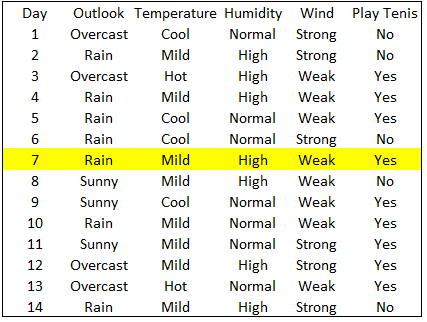 Day Outlook Temperature Humidity Wind Play Tenis
1 Overcast Cool Normal Strong No
2 Rain Mild High Strong No
3 Overcast Hot High Weak Yes
4 Rain Mild High Weak Yes
5 Rain Cool Normal Weak Yes
6 Rain Cool Normal Strong No
7 Rain Mild High Weak Yes
8 Sunny Mild High Weak No
9 Sunny Cool Normal Weak Yes
10 Rain Mild Normal Weak Yes
11 Sunny Mild Normal Strong Yes
12 Overcast Mild High Strong Yes
13 Overcast Hot Normal Weak Yes
14 Rain Mild High Strong No